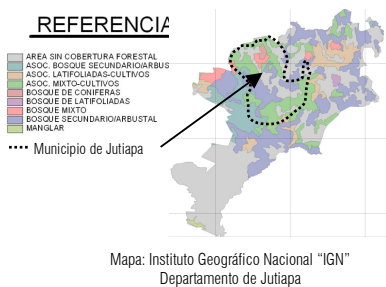 REFERENCIA
AREA SIN COBERTURA FORESTAL
ASOC. BOSQUE SECUNDARIO/ARBUS
ASOC. LATIFOLIADAS-CULTIVOS
ASOC. MIXTO-CULTIVOS
BOSQUE DE CONIFERAS
BOSQUE DE LATIFOLIADAS
BOSQUE MIXTO
BOSQUE SECUNDARIO/ARBUSTAL
MANGLAR
Municipio de Jutiapa
Mapa: Instituto Geográfico Nacional “IGN”
Departamento de Jutiapa